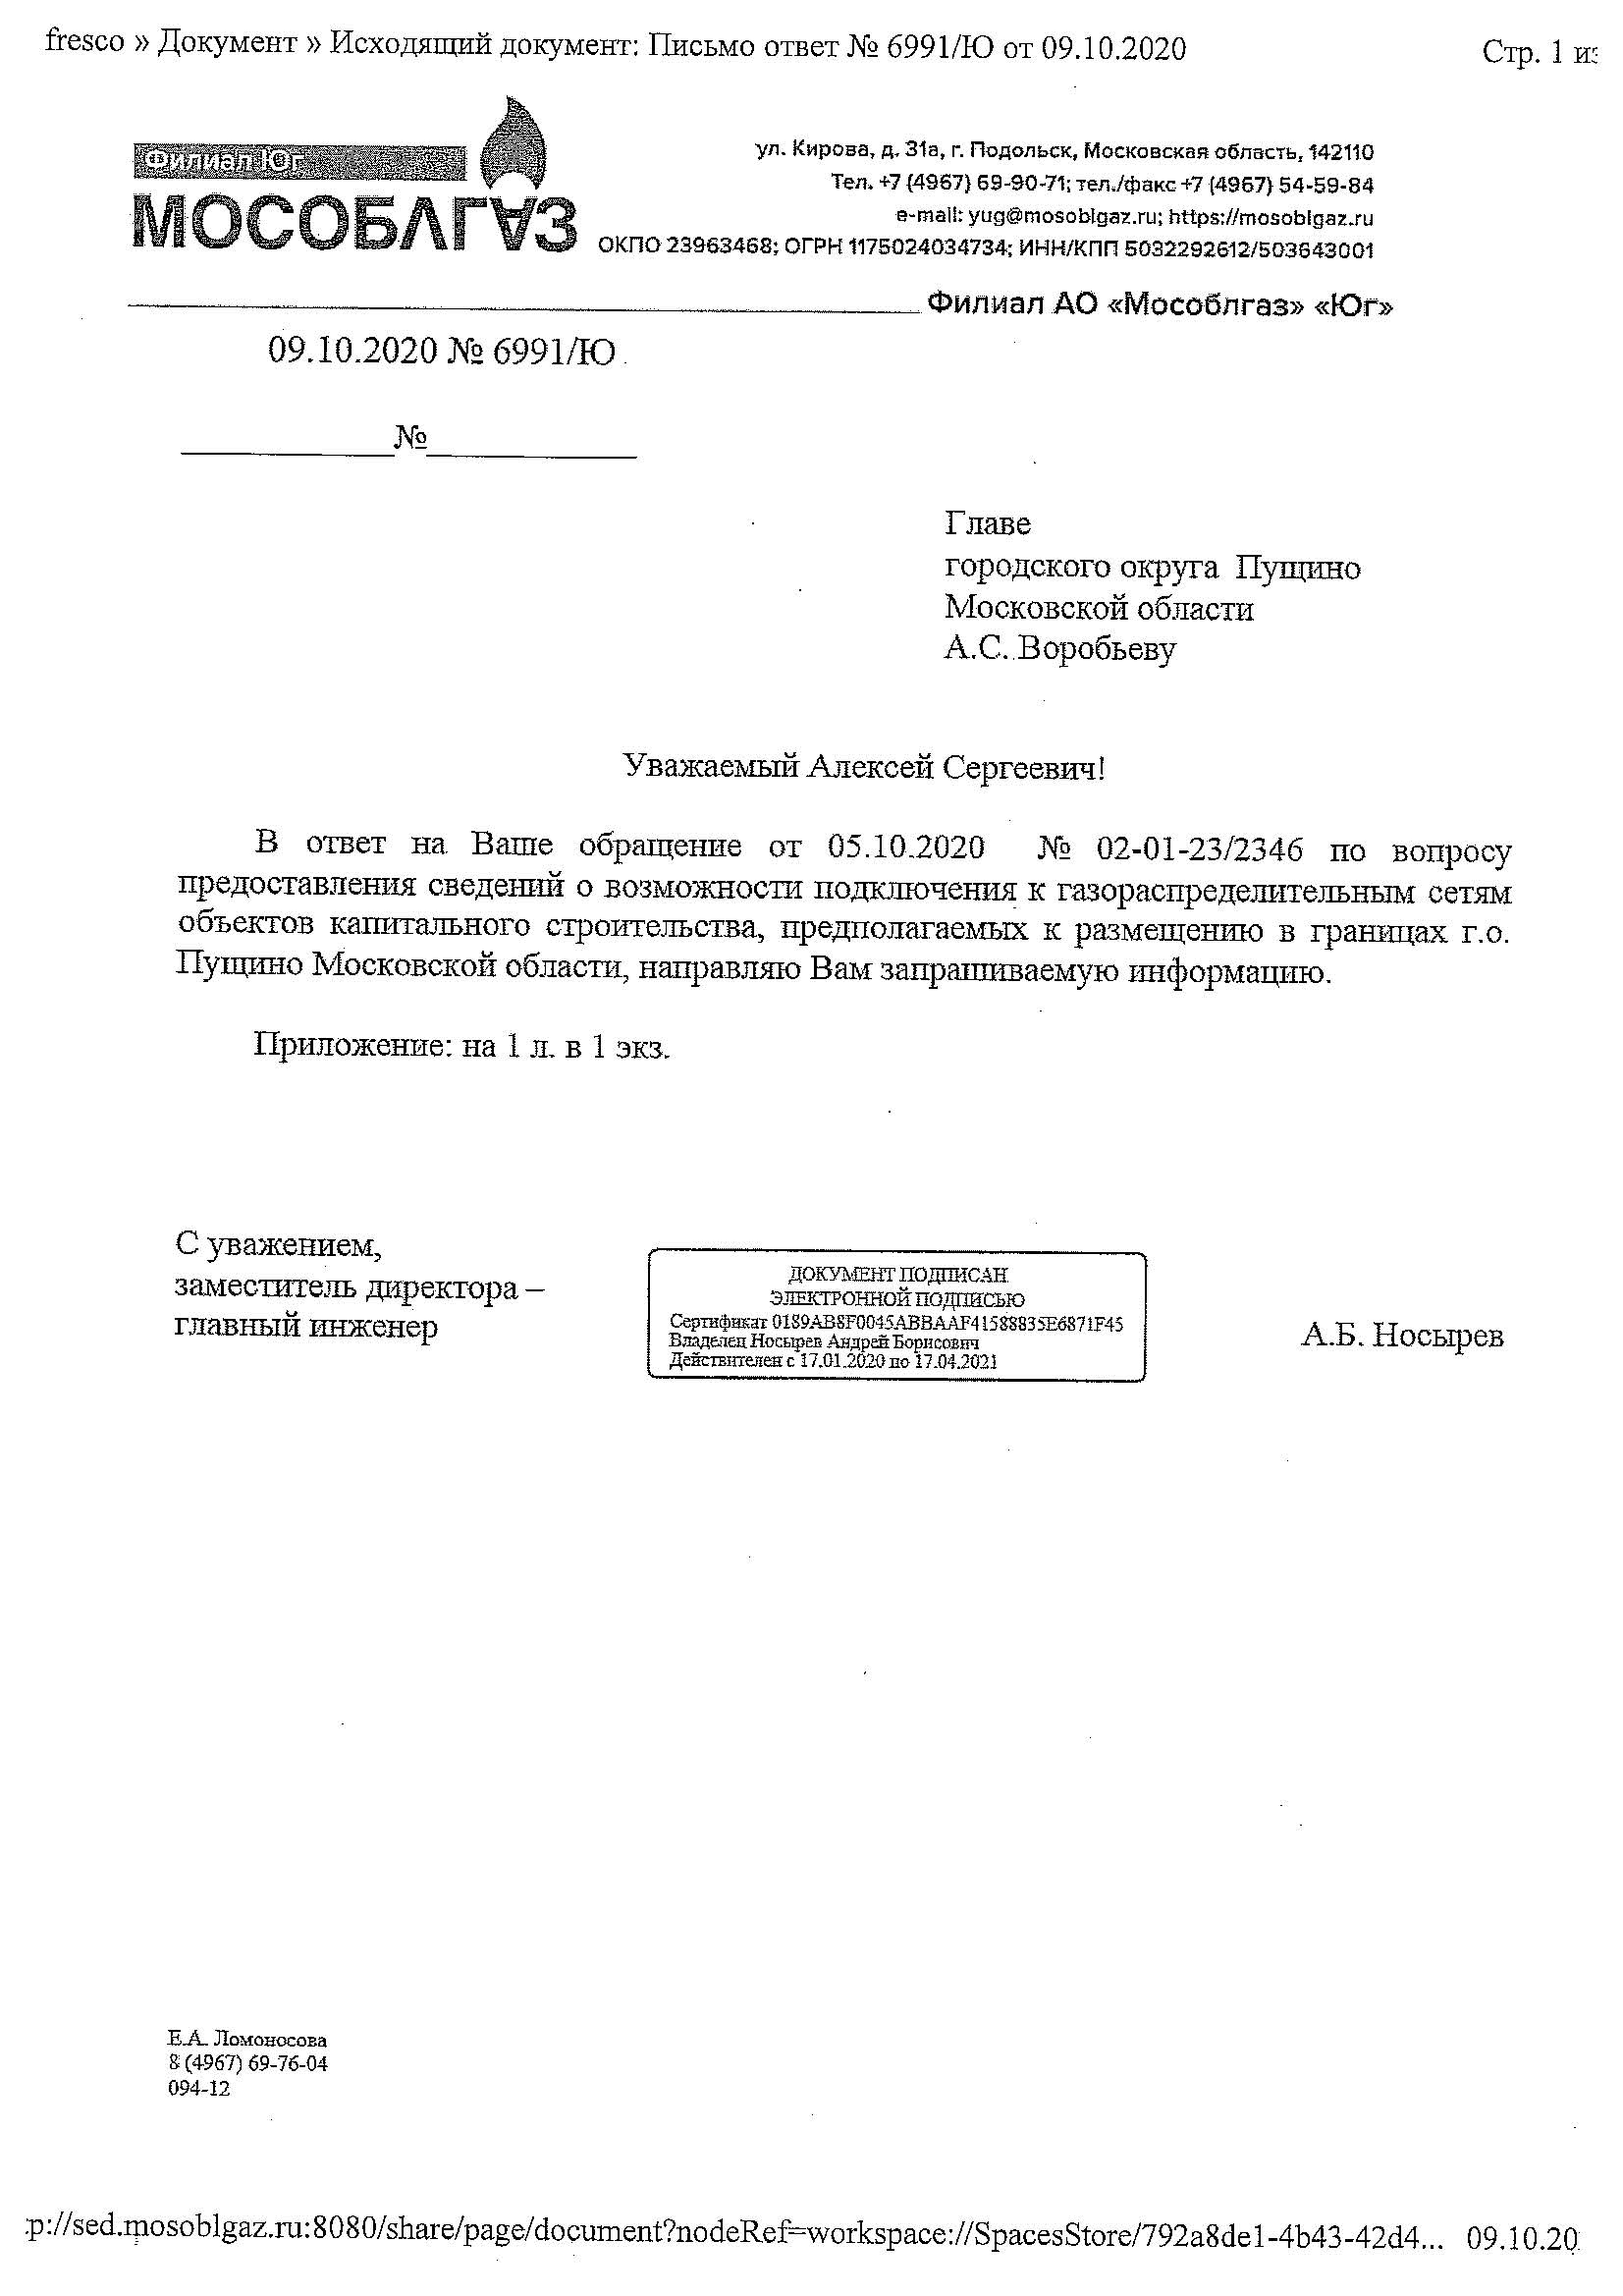 fresco » Документ » Исходящий документ: Письмо ответ № 6991/Ю от 09.10.2020
Стр. 1 из
Филиал Юг
МОСОБЛГАЗ
ул. Кирова, д. 31а, г. Подольск, Московская область, 142110
Тел. +7 (4967) 69-90-71; тел./факс +7 (4967) 54-59-84
e-mail: yug@mosoblgaz.ru; https://mosoblgaz.ru
ОКПО 23963468; ОГРН 1175024034734; ИНН/КПП 5032292612/503643001
Филиал АО «Мособлгаз» «Юг»
09.10.2020 № 6991/Ю
№
Главе
городского округа Пущино
Московской области
А.С. Воробьеву
Уважаемый Алексей Сергеевич!
В ответ на Ваше обращение от 05.10.2020 № 02-01-23/2346 по вопросу
предоставления сведений о возможности подключения к газораспределительным сетям
объектов капитального строительства, предполагаемых к размещению в границах г.о.
Пущино Московской области, направляю Вам запрашиваемую информацию.
Приложение: на 1 л. в 1 экз.
С уважением,
заместитель директора –
главный инженер
ДОКУМЕНТ ПОДПИСАН
ЭЛЕКТРОННОЙ ПОДПИСЬЮ
Сертификат 0189AB8F0045ABBAAF41588835E6871F45
Владелец Носырев Андрей Борисович
Действителен с 17.01.2020 по 17.04.2021
А.Б. Носырев
Е.А. Ломоносова
8 (4967) 69-76-04
094-12
:p://sed.mosoblgaz.ru:8080/share/page/document?nodeRef=workspace://SpacesStore/792a8de1-4b43-42d4... 09.10.20